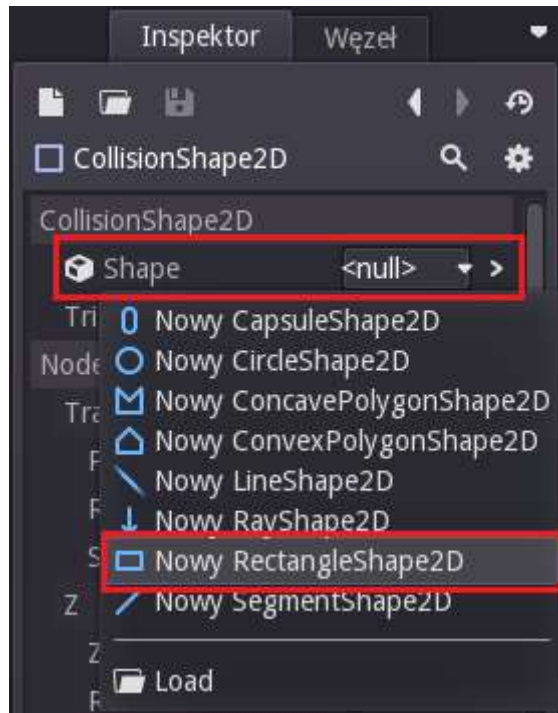 Inspektor Węzeł
CollisionShape2D
CollisionShape2D
Shape <null>
Tri
Nowy CapsuleShape2D
Nowy CircleShape2D
Node
Nowy ConcavePolygonShape2D
Tra
Nowy ConvexPolygonShape2D
Nowy LineShape2D
R
Nowy RayShape2D
S
Nowy RectangleShape2D
Z
Nowy SegmentShape2D
Z
Load
R